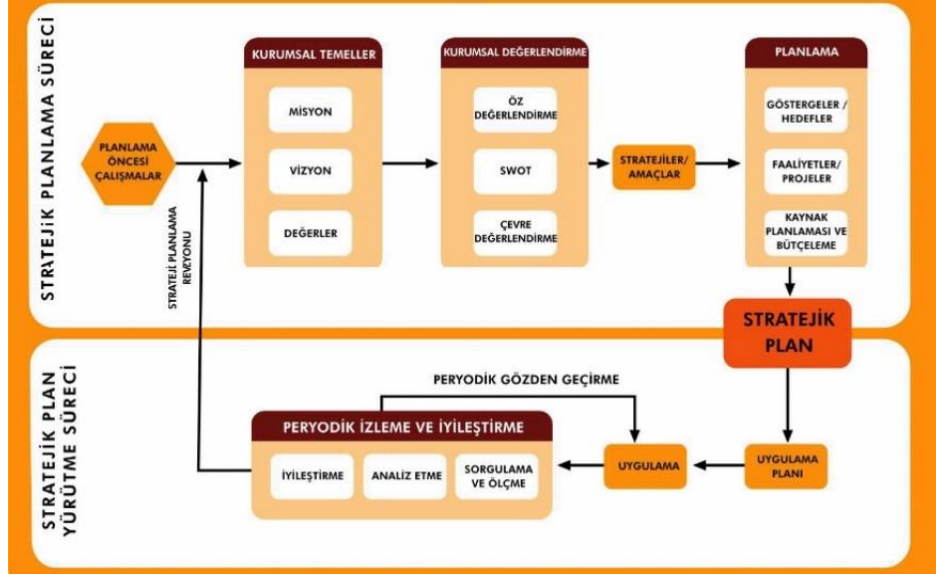 STRATEJİK PLANLAMA SÜRECİ
PLANLAMA
ÖNCESİ
ÇALIŞMALAR
STRATEJİ PLANLAMA
REVİZYONU
KURUMSAL TEMELLER
MİSYON
VİZYON
DEĞERLER
KURUMSAL DEĞERLENDİRME
ÖZ
DEĞERLENDİRME
SWOT
ÇEVRE
DEĞERLENDİRME
STRATEJİLER/
AMAÇLAR
PLANLAMA
GÖSTERGELER /
HEDEFLER
FAALİYETLER/
PROJELER
KAYNAK
PLANLAMASI VE
BÜTÇELEME
STRATEJİK
PLAN
STRATEJİK PLAN
YÜRÜTME SÜRECİ
PERYODİK GÖZDEN GEÇİRME
PERYODİK İZLEME VE İYİLEŞTİRME
İYİLEŞTİRME
ANALİZ ETME
SORGULAMA
VE ÖLÇME
UYGULAMA
UYGULAMA
PLANI